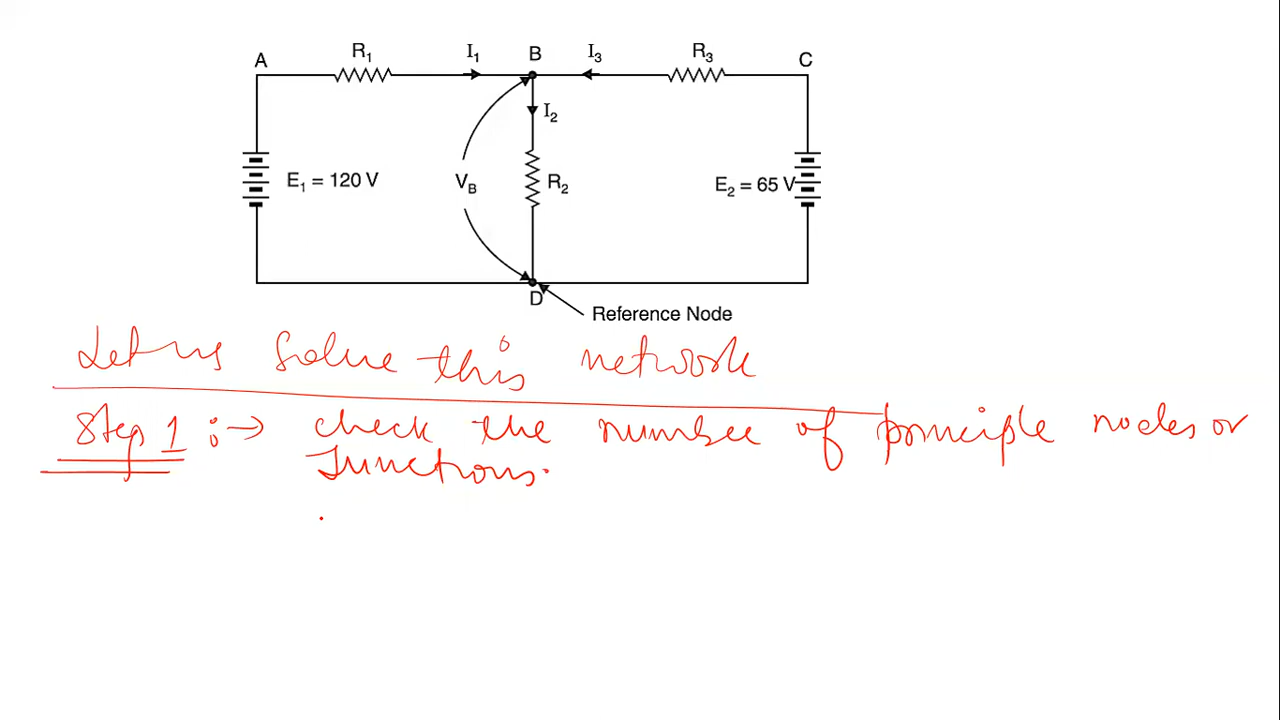 A R₁ I₁ B I₃ R₃ C
I₂
E₁ = 120 V V_B R₂ E₂ = 65 V
D
Reference Node
Let us solve this network
Step 1 :→ check the number of principle nodes or
Junctions.